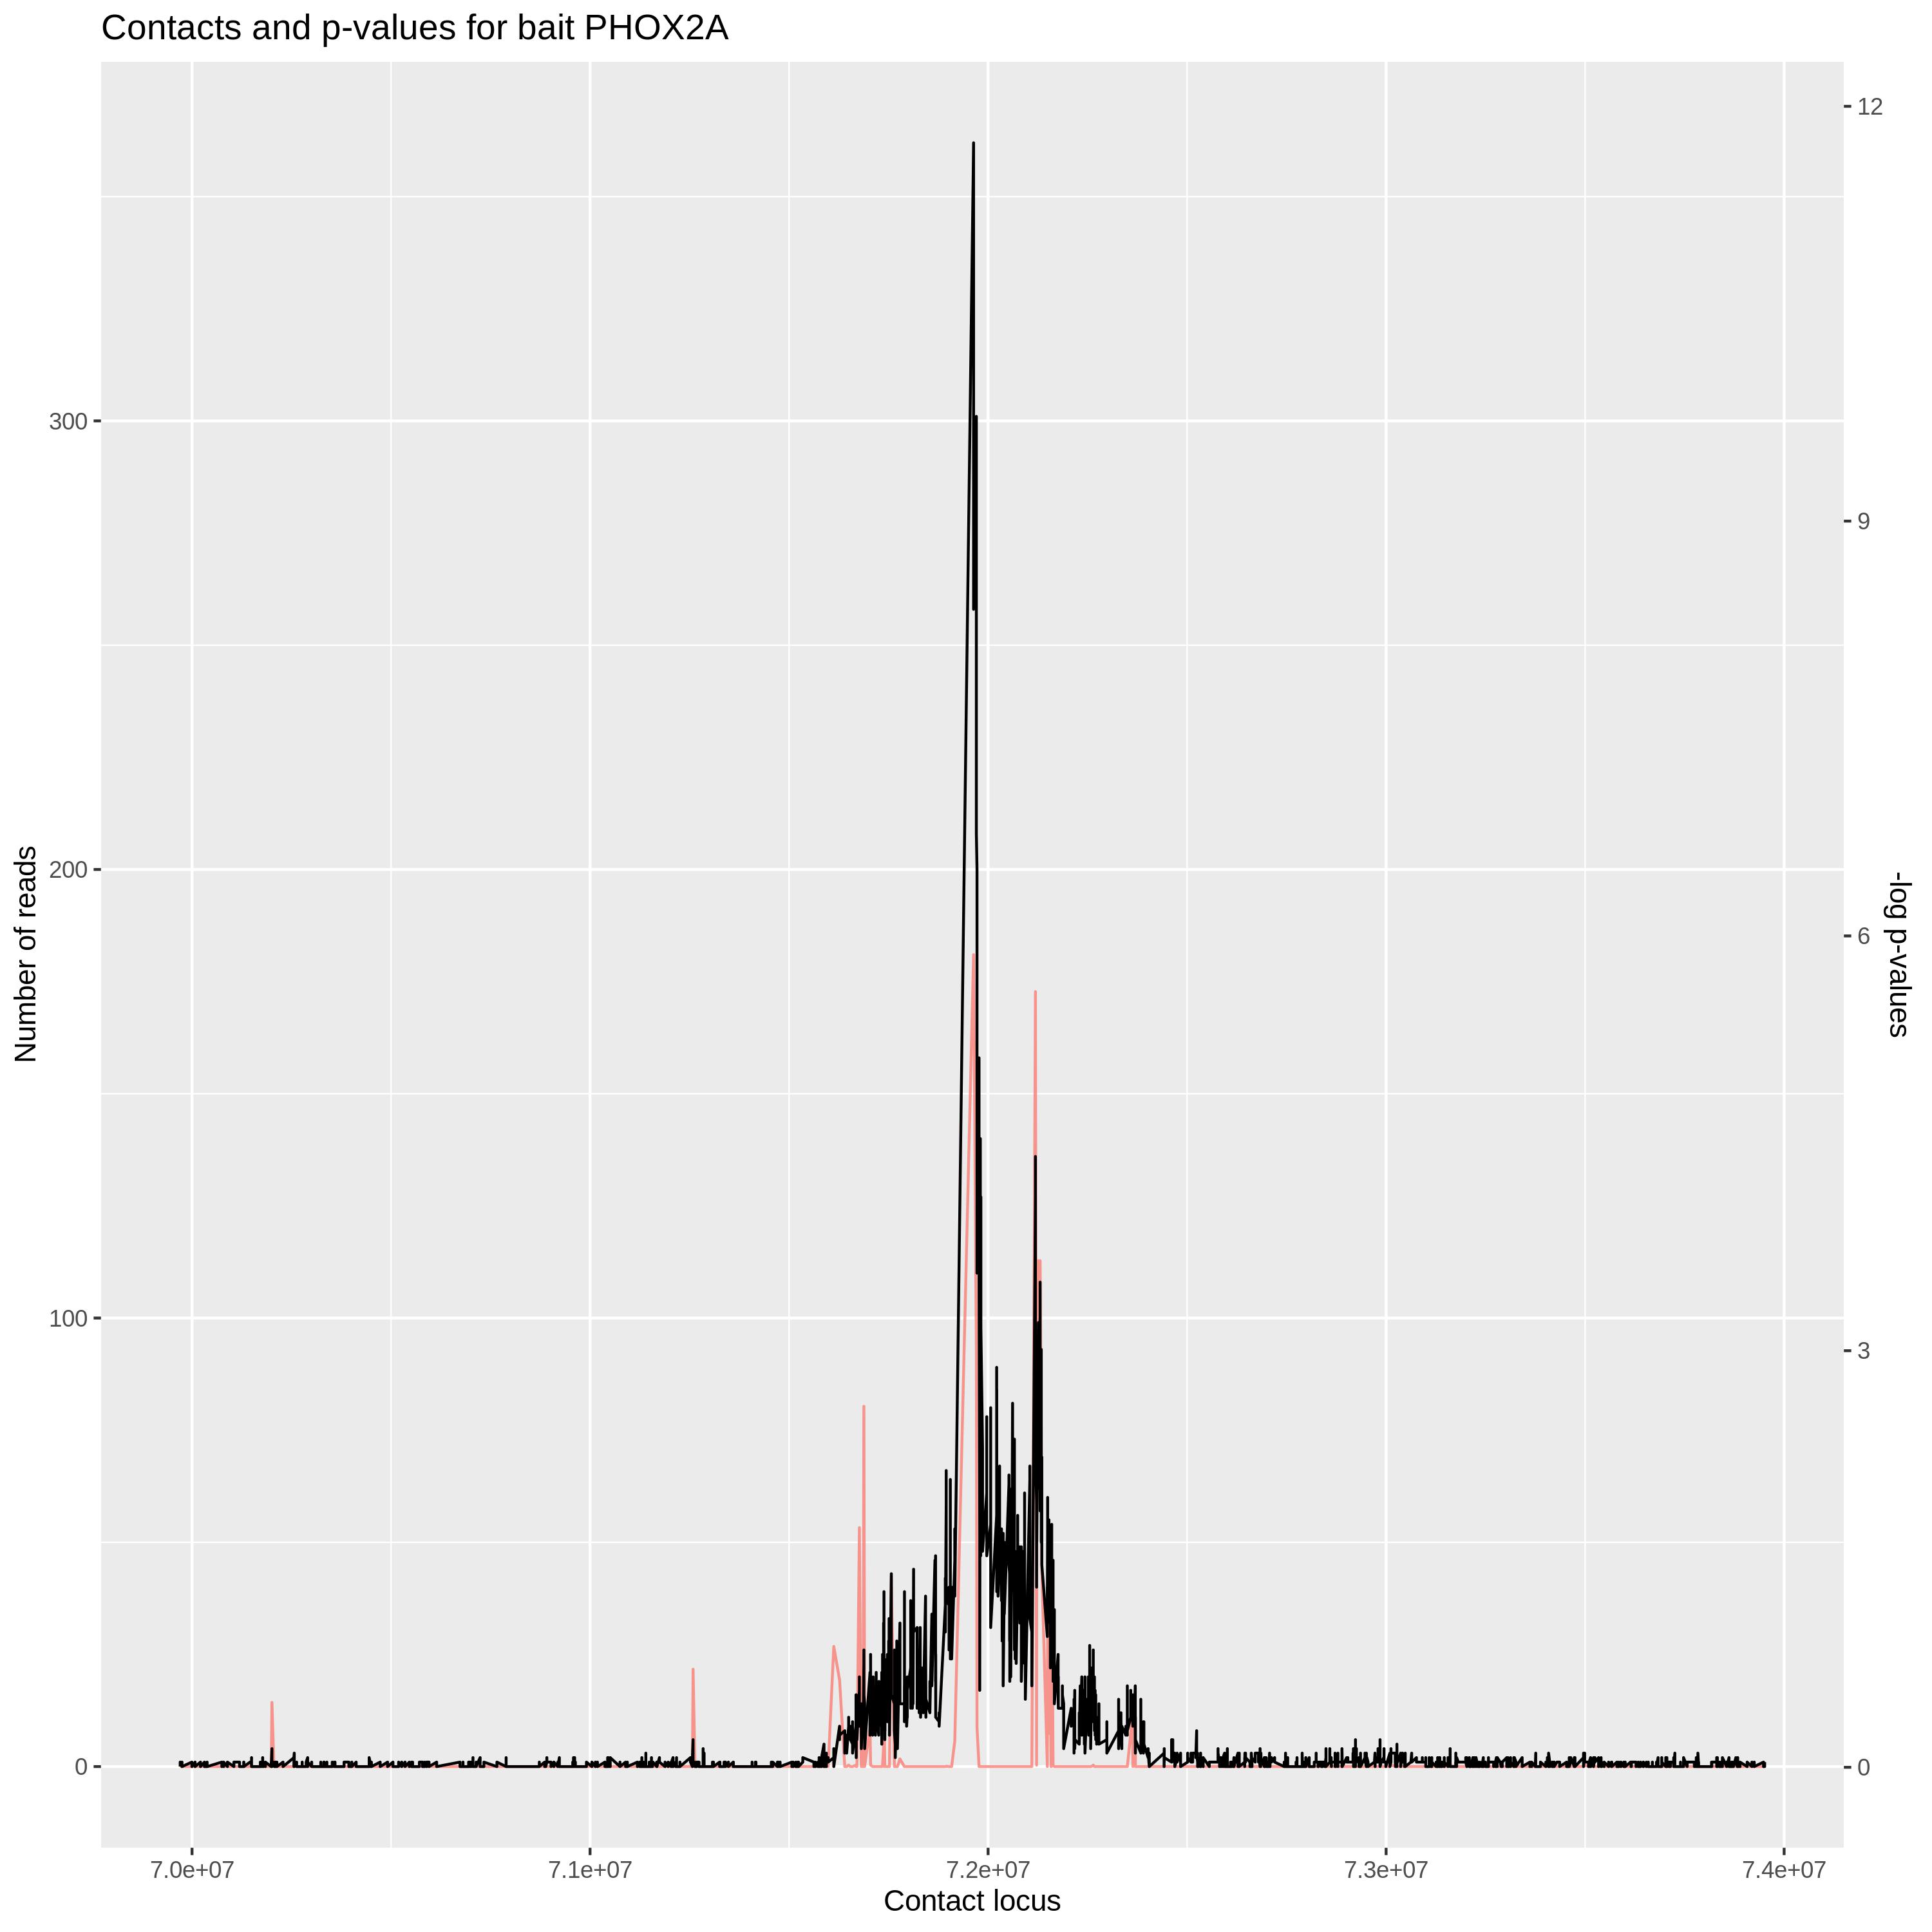 Contacts and p-values for bait PHOX2A
12
9
6
3
0
300
200
100
0
Number of reads
-log p-values
7.0e+07 7.1e+07 7.2e+07 7.3e+07 7.4e+07
Contact locus